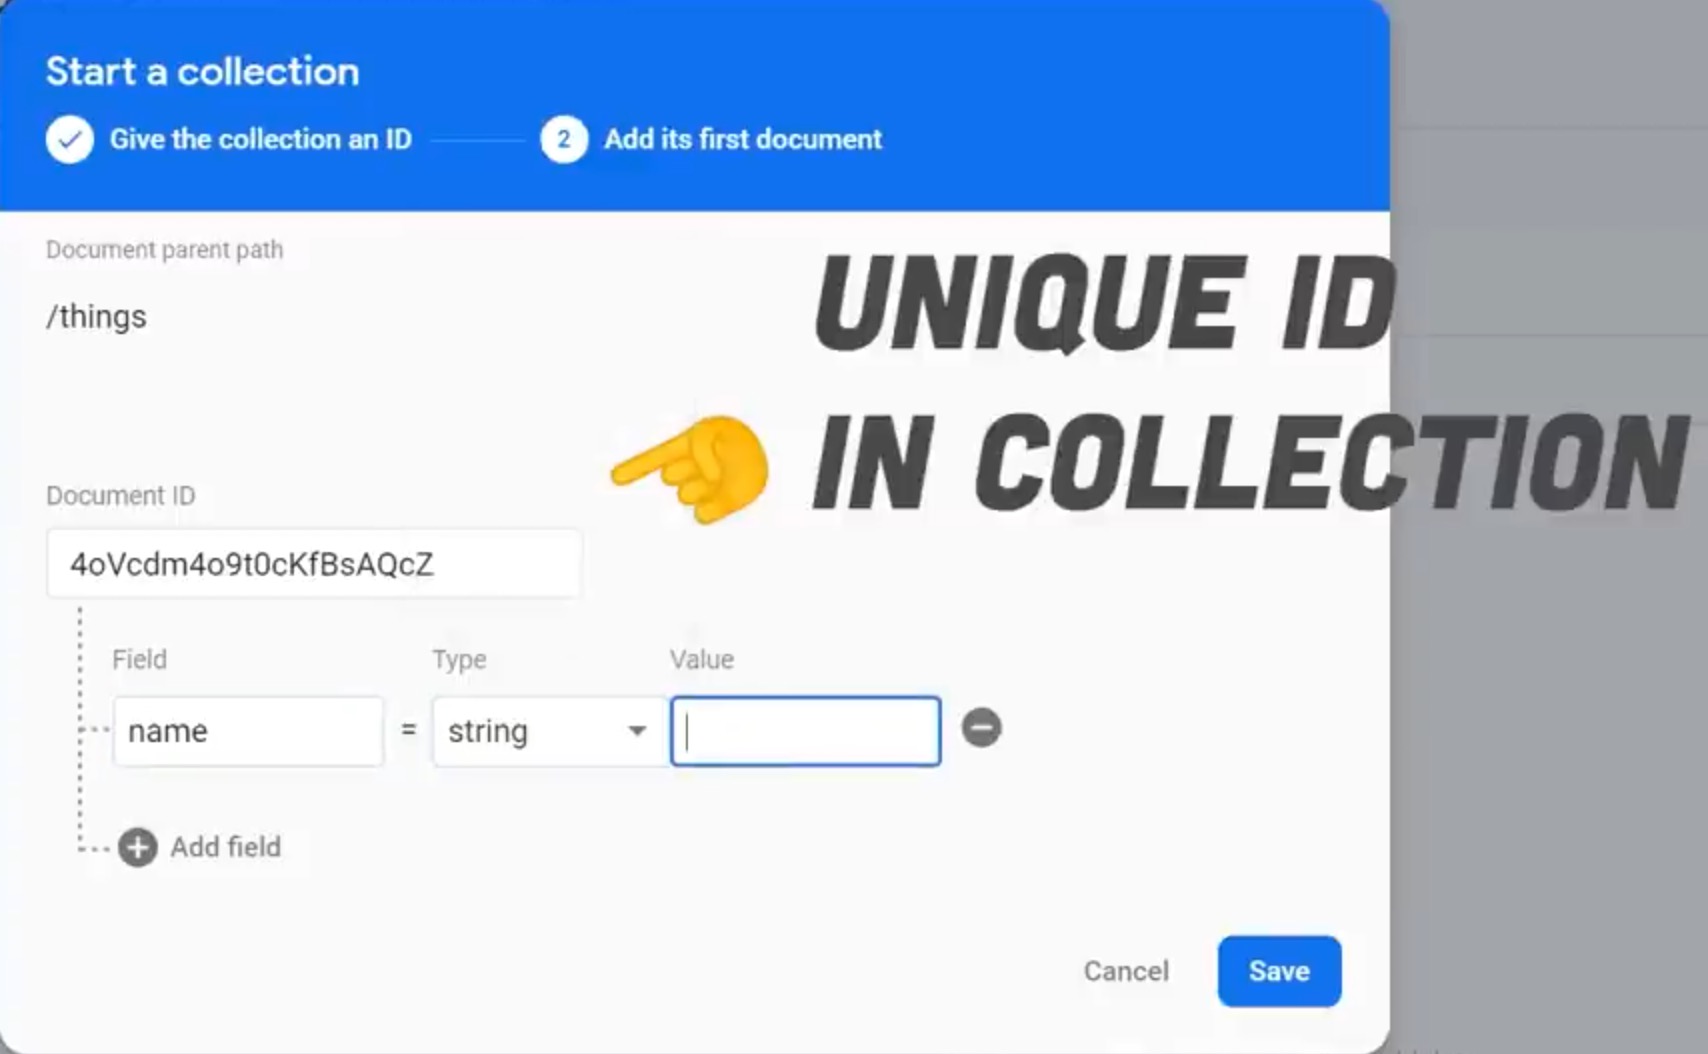 Start a collection
Give the collection an ID
2 Add its first document
Document parent path
/things
UNIQUE ID
IN COLLECTION
Document ID
4oVcdm4o9t0cKfBsAQcZ
Field Type Value
name = string
Add field
Cancel Save